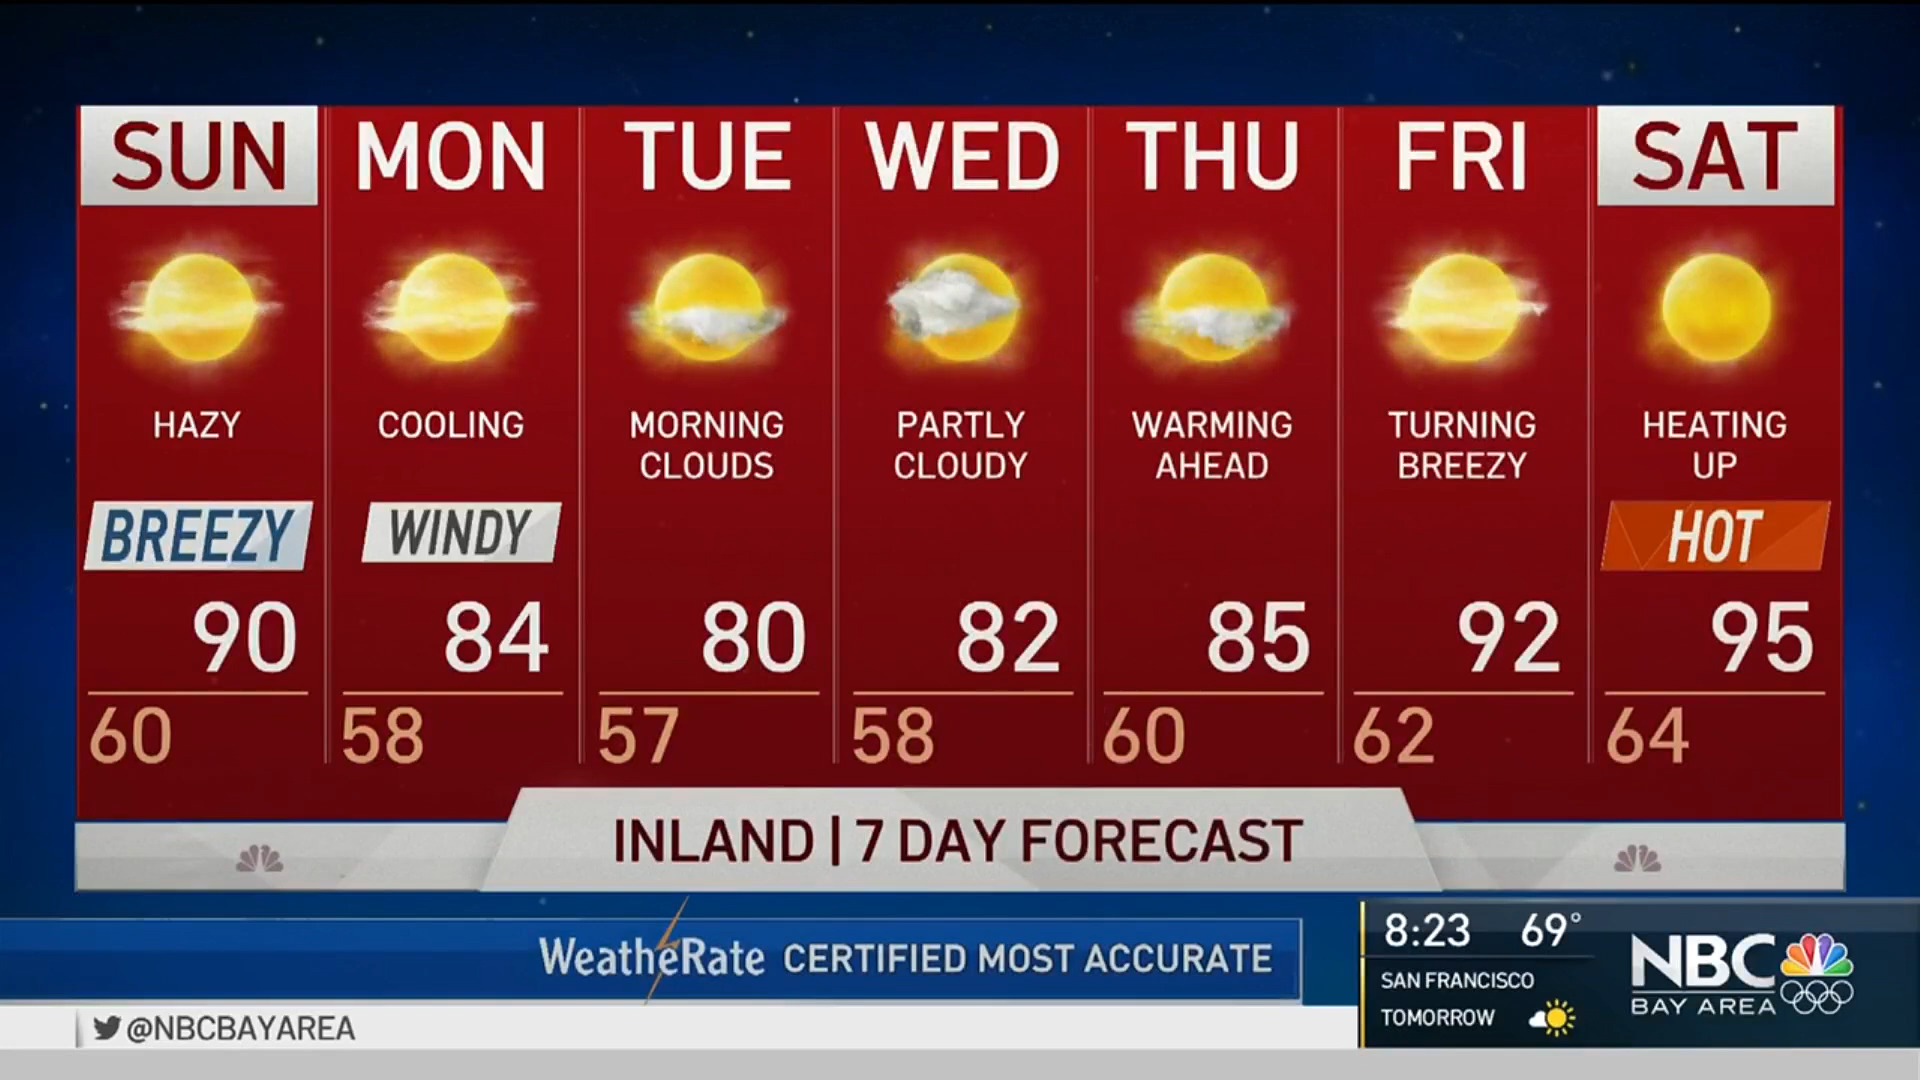 SUN MON TUE WED THU FRI SAT
HAZY COOLING MORNING CLOUDS PARTLY CLOUDY WARMING AHEAD TURNING BREEZY HEATING UP
BREEZY WINDY HOT
90 84 80 82 85 92 95
60 58 57 58 60 62 64
INLAND | 7 DAY FORECAST
WeatheRate CERTIFIED MOST ACCURATE
@NBCBAYAREA
8:23 69°
SAN FRANCISCO
TOMORROW
NBC
BAY AREA